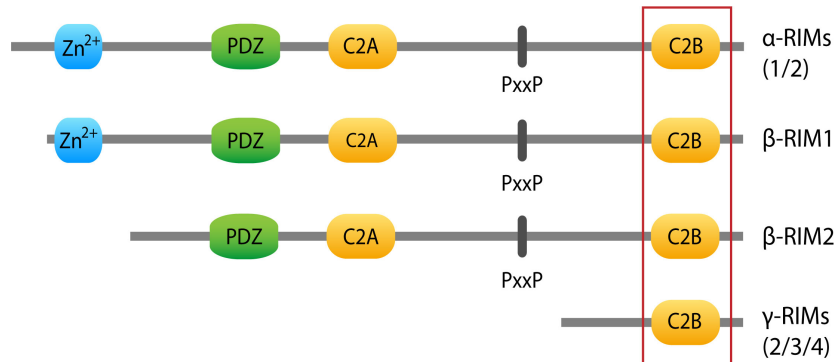 Zn²⁺ PDZ C2A C2B α-RIMs
(1/2)
PxxP
Zn²⁺ PDZ C2A C2B β-RIM1
PxxP
PDZ C2A C2B β-RIM2
PxxP
C2B γ-RIMs
(2/3/4)